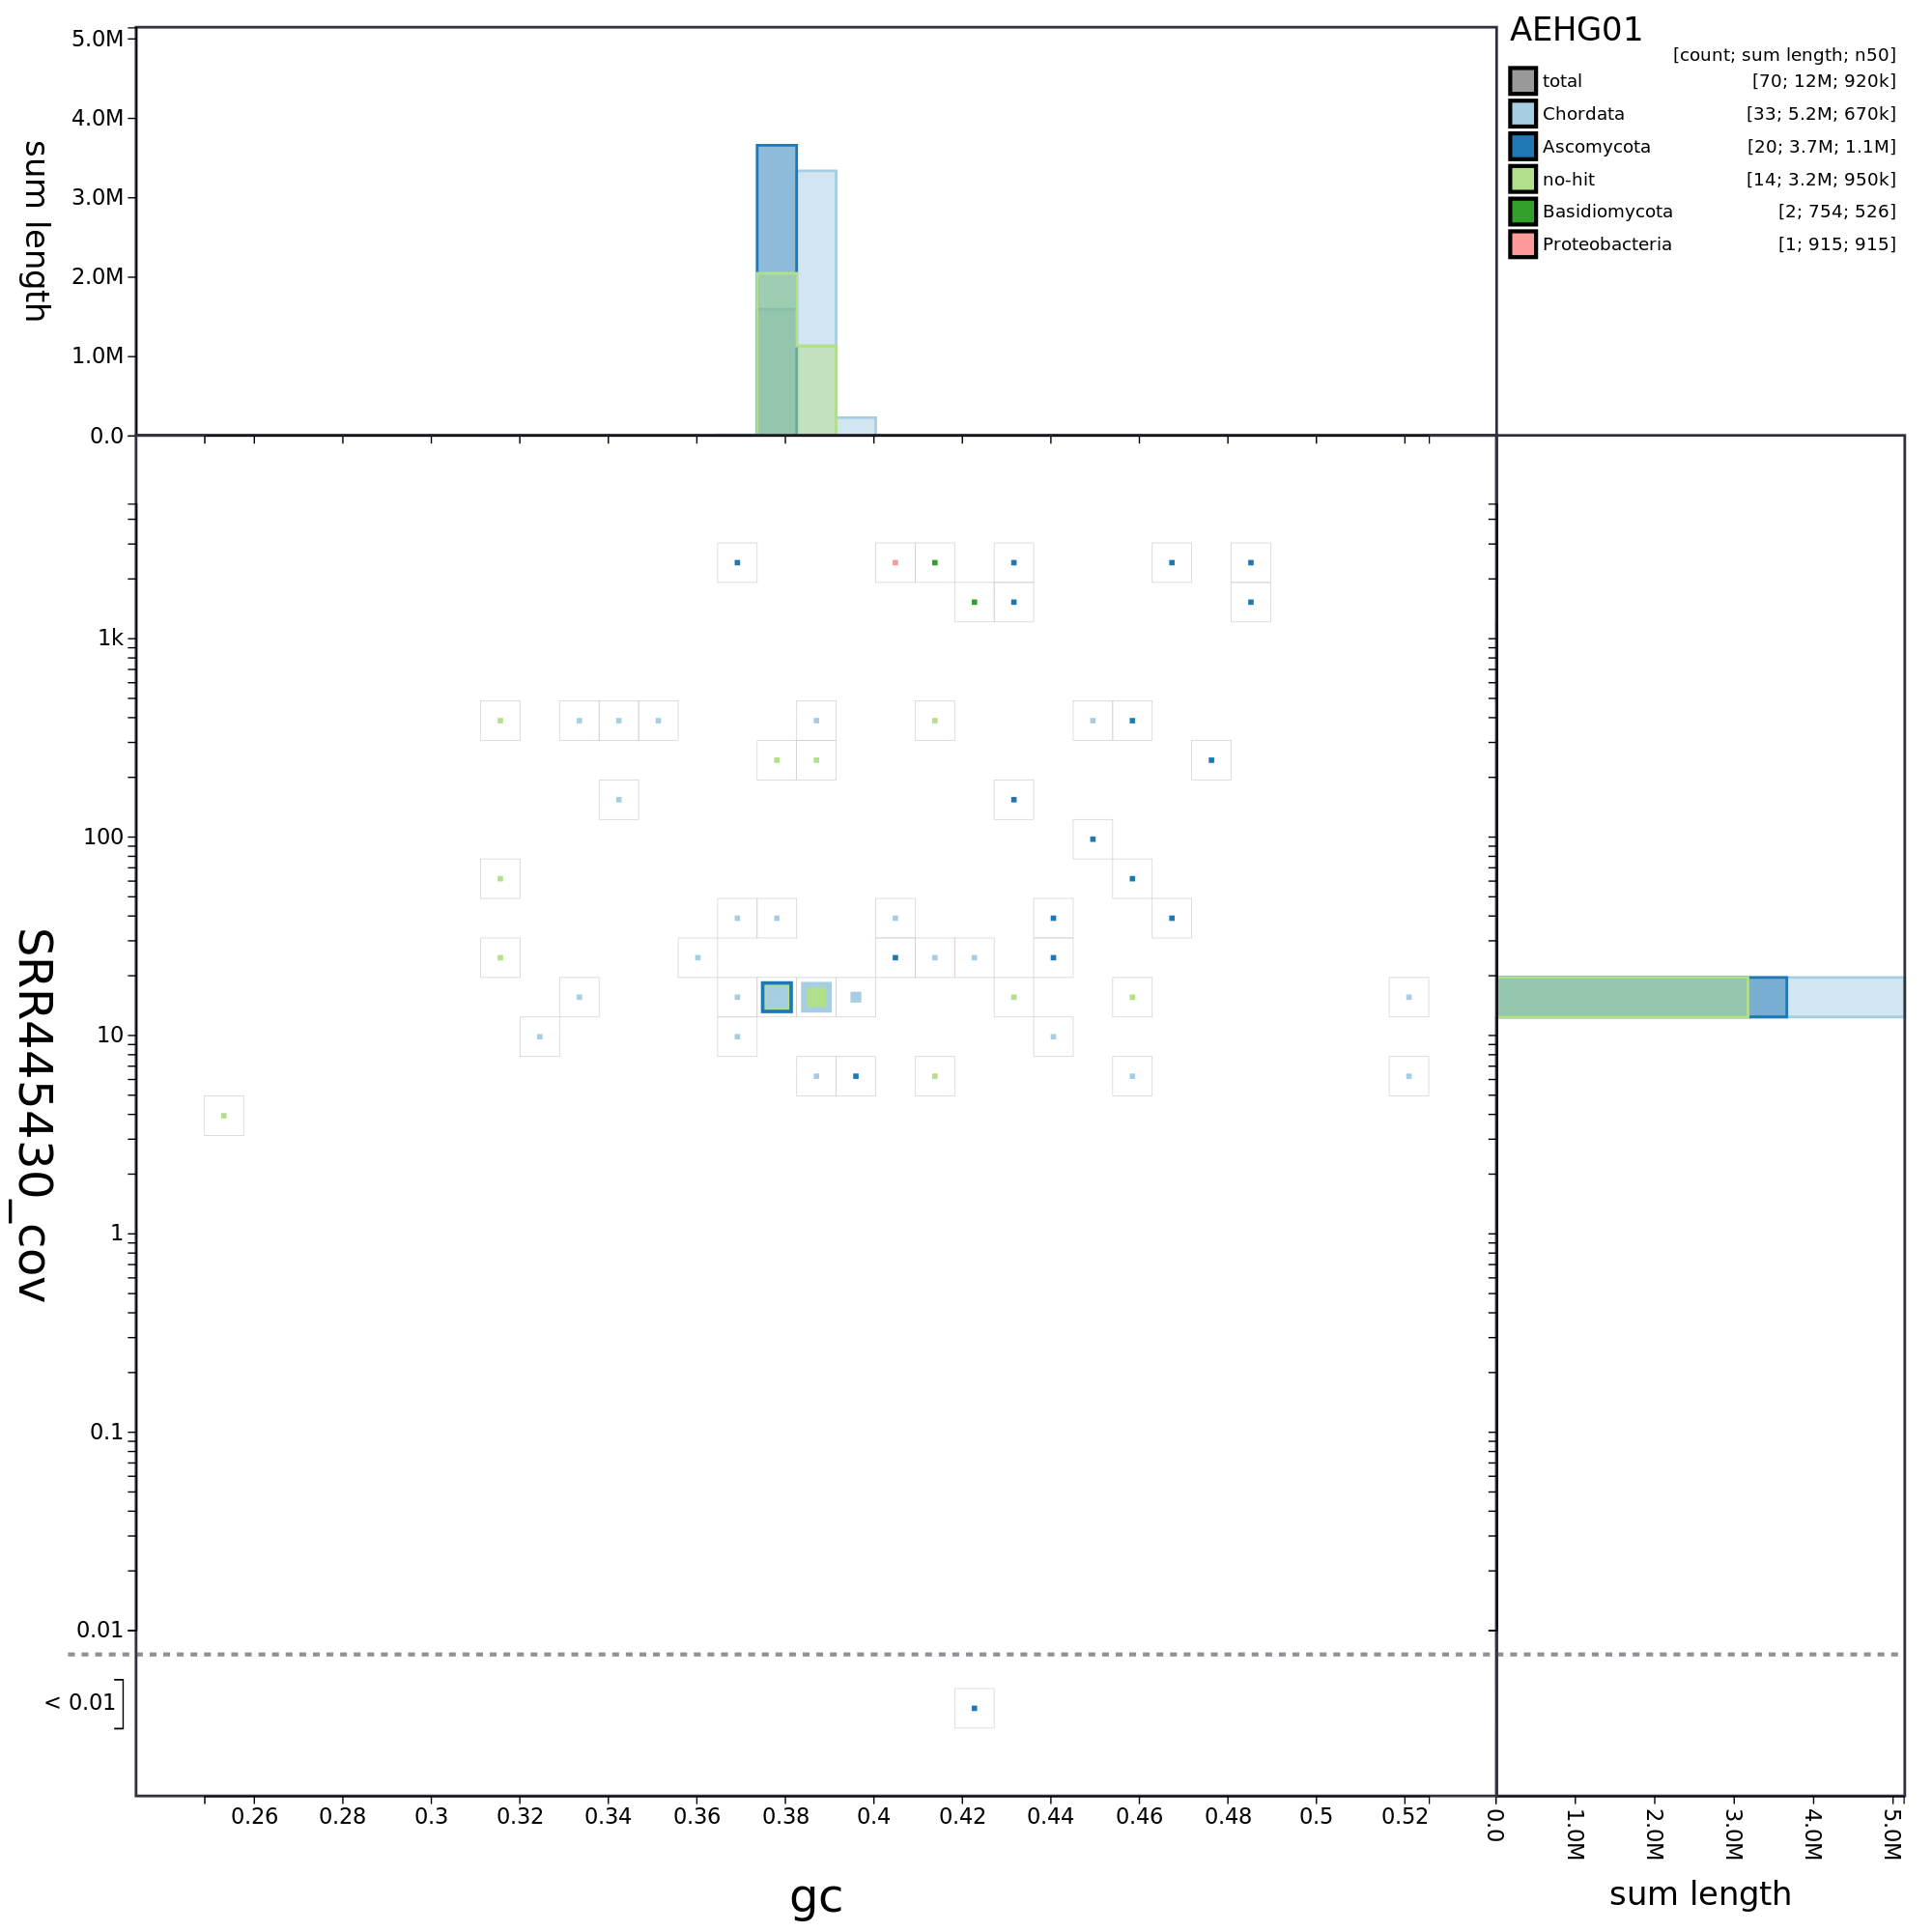 AEHG01
[count; sum length; n50]
total [70; 12M; 920k]
Chordata [33; 5.2M; 670k]
Ascomycota [20; 3.7M; 1.1M]
no-hit [14; 3.2M; 950k]
Basidiomycota [2; 754; 526]
Proteobacteria [1; 915; 915]
sum length
5.0M
4.0M
3.0M
2.0M
1.0M
0.0
SRR445430_cov
1k
100
10
1
0.1
0.01
< 0.01
0.26 0.28 0.3 0.32 0.34 0.36 0.38 0.4 0.42 0.44 0.46 0.48 0.5 0.52
gc
0.0 1.0M 2.0M 3.0M 4.0M 5.0M
sum length